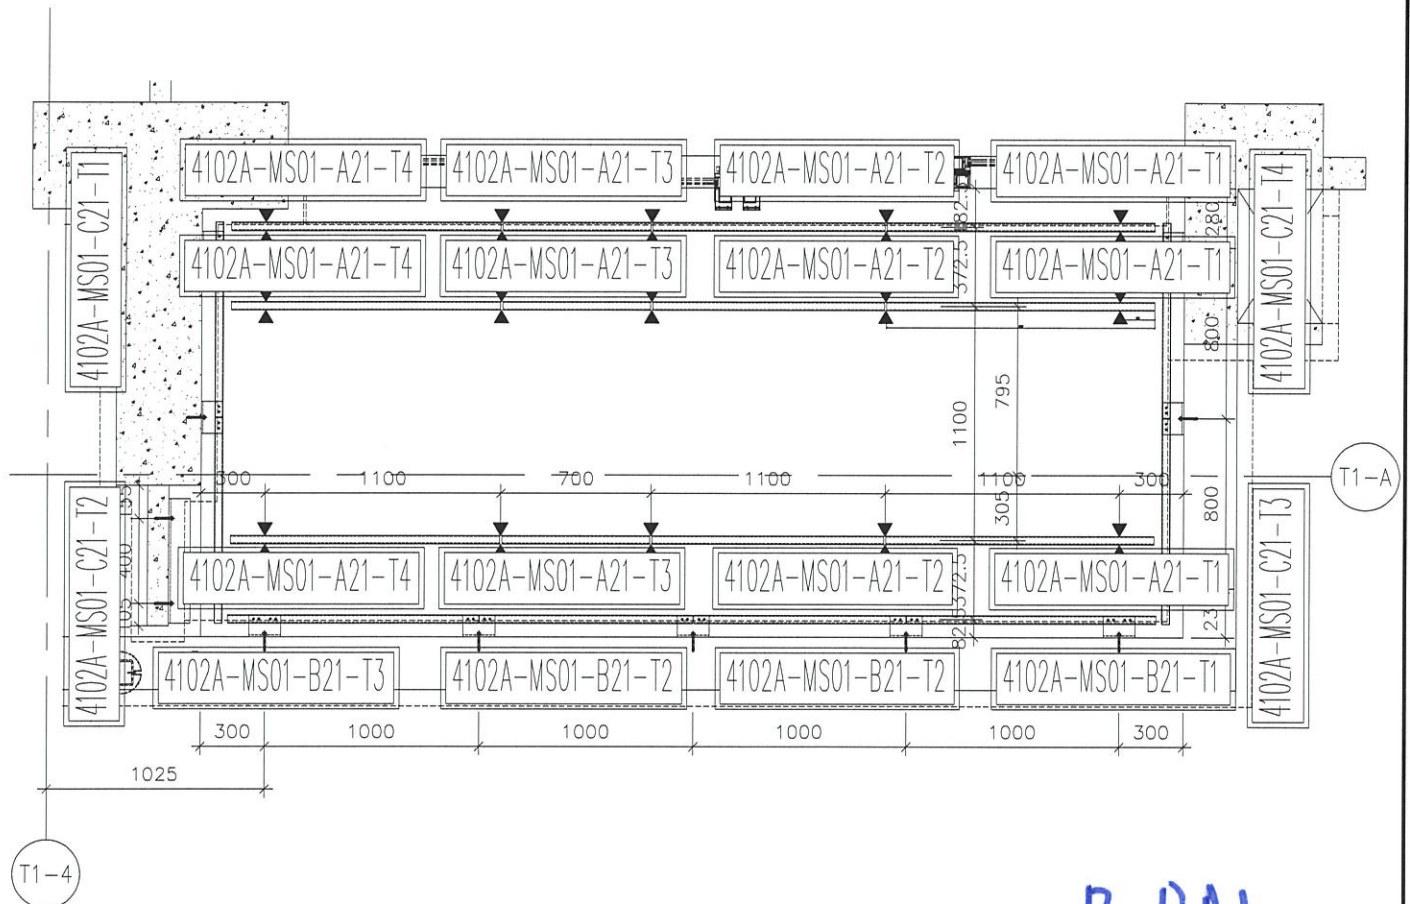 4102A-MS01-A21-T4
4102A-MS01-A21-T3
4102A-MS01-A21-T2
4102A-MS01-A21-T1
4102A-MS01-C21-T1
4102A-MS01-C21-T4
280
4102A-MS01-A21-T4
4102A-MS01-A21-T3
4102A-MS01-A21-T2
372.5
4102A-MS01-A21-T1
800
1100
795
300
1100
700
1100
1100
300
T1-A
305
800
4102A-MS01-C21-T2
400
4102A-MS01-C21-T3
4102A-MS01-A21-T4
4102A-MS01-A21-T3
4102A-MS01-A21-T2
372.5
4102A-MS01-A21-T1
4102A-MS01-B21-T3
4102A-MS01-B21-T2
4102A-MS01-B21-T2
4102A-MS01-B21-T1
300
1000
1000
1000
1000
300
1025
T1-4